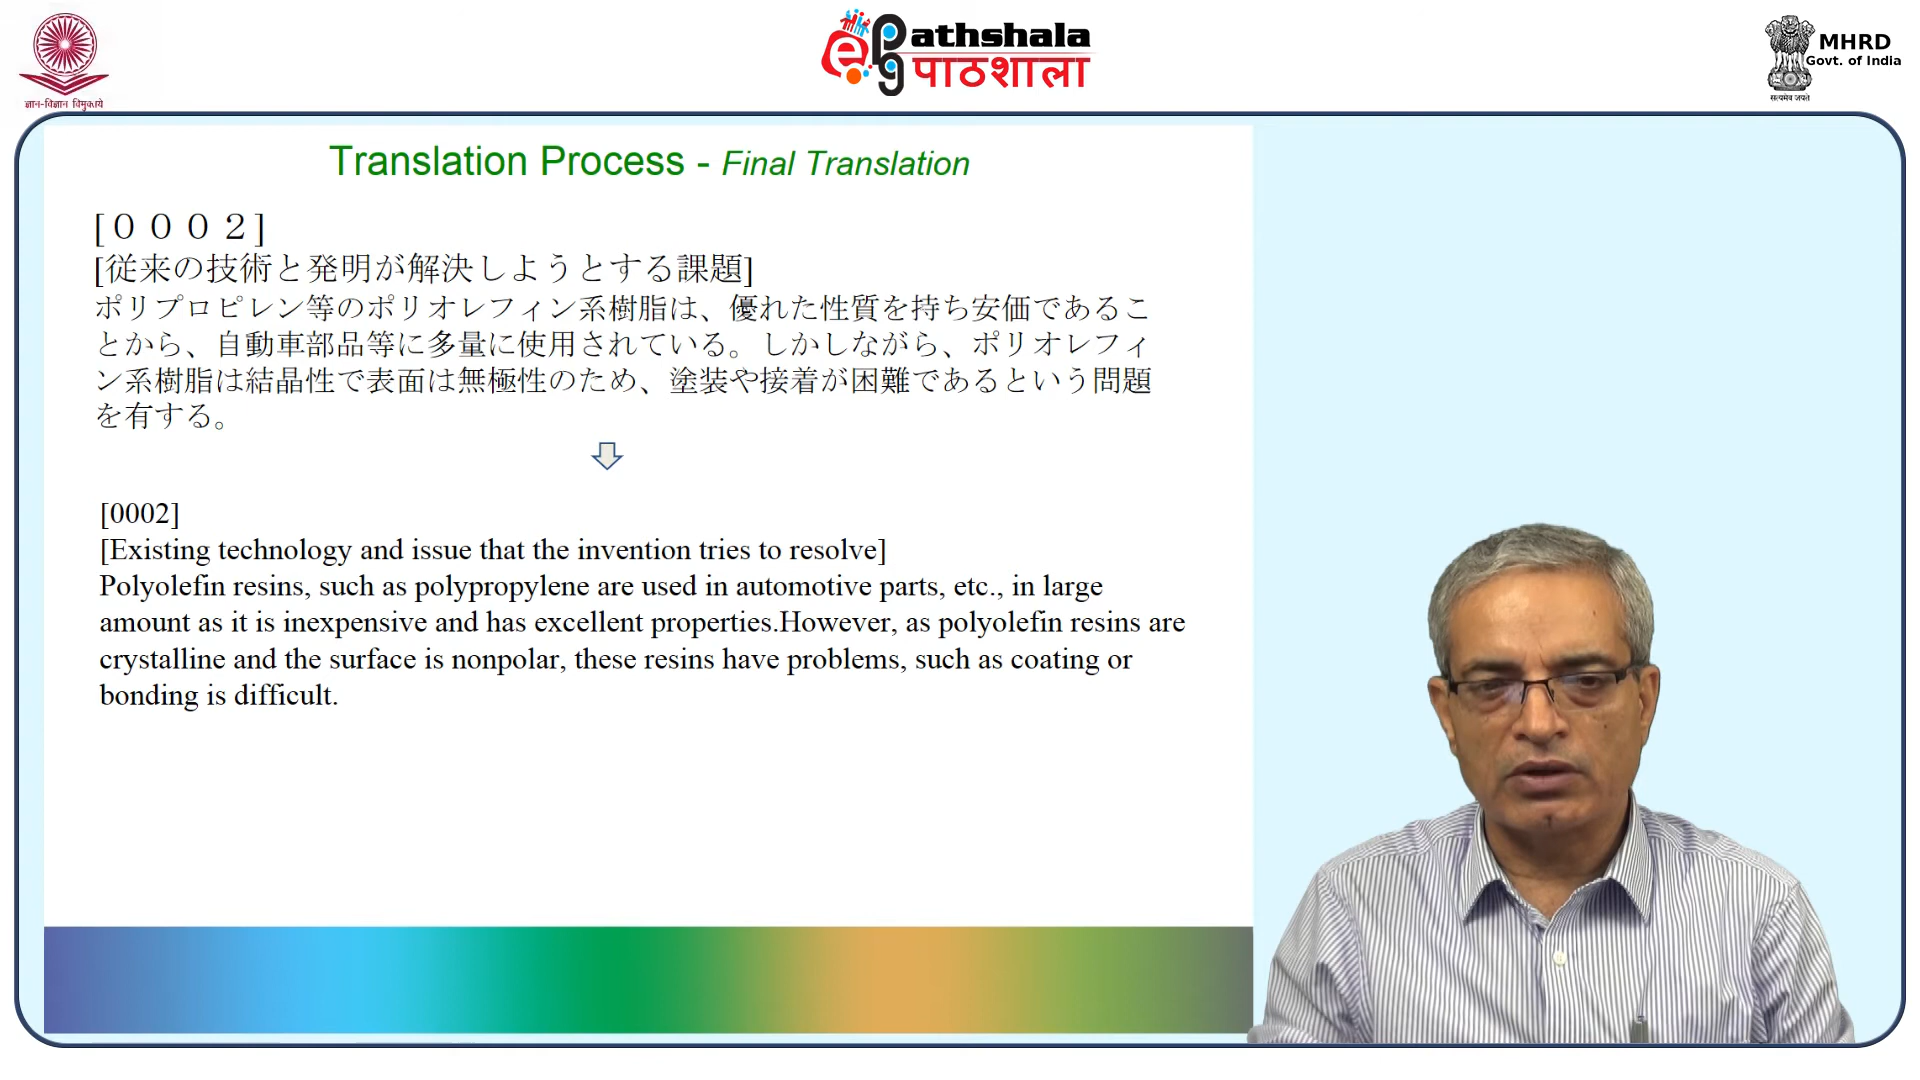 ज्ञान-विज्ञान विमुक्तये
ePathshala
पाठशाला
MHRD
Govt. of India
सत्यमेव जयते
Translation Process - Final Translation
[０００２]
[従来の技術と発明が解決しようとする課題]
ポリプロピレン等のポリオレフィン系樹脂は、優れた性質を持ち安価であるこ
とから、自動車部品等に多量に使用されている。しかしながら、ポリオレフィ
ン系樹脂は結晶性で表面は無極性のため、塗装や接着が困難であるという問題
を有する。
[0002]
[Existing technology and issue that the invention tries to resolve]
Polyolefin resins, such as polypropylene are used in automotive parts, etc., in large
amount as it is inexpensive and has excellent properties.However, as polyolefin resins are
crystalline and the surface is nonpolar, these resins have problems, such as coating or
bonding is difficult.